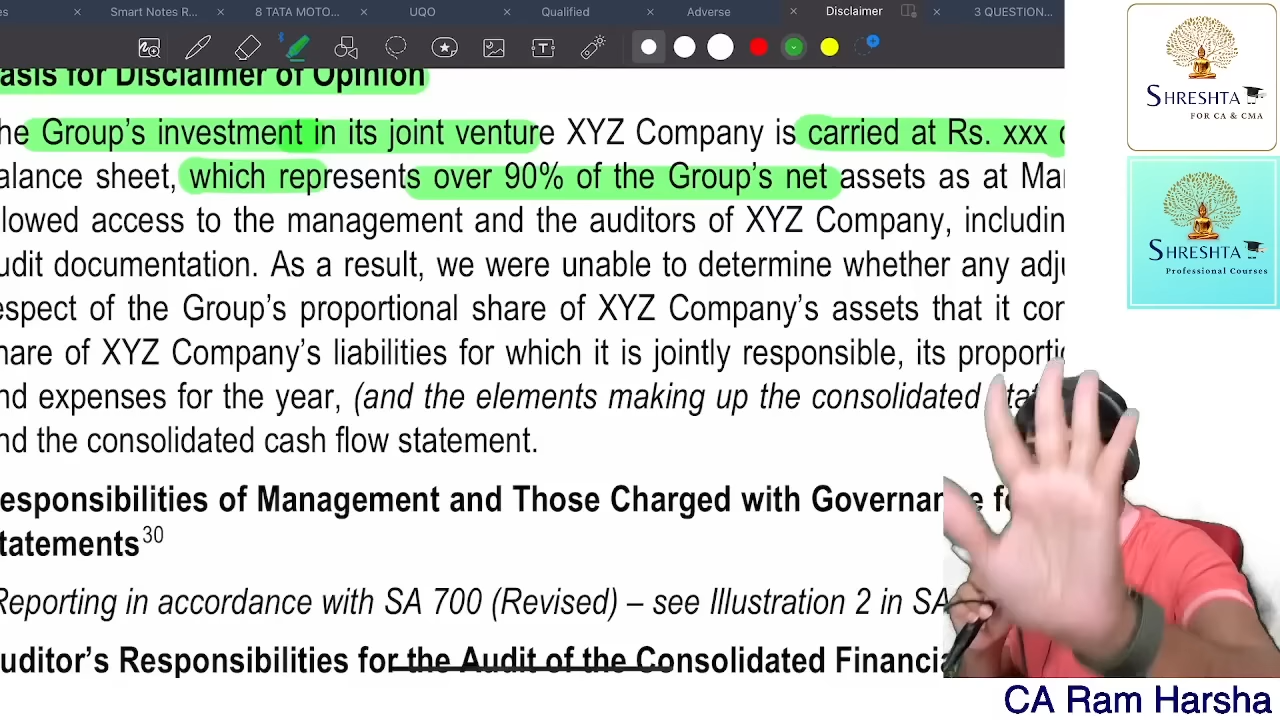 es Smart Notes R... 8 TATA MOTO... UQO Qualified Adverse Disclaimer 3 QUESTION...
asis for Disclaimer of Opinion
he Group's investment in its joint venture XYZ Company is carried at Rs. xxx
alance sheet, which represents over 90% of the Group's net assets as at Mar
lowed access to the management and the auditors of XYZ Company, includin
udit documentation. As a result, we were unable to determine whether any adju
espect of the Group's proportional share of XYZ Company's assets that it con
hare of XYZ Company's liabilities for which it is jointly responsible, its proporti
nd expenses for the year, (and the elements making up the consolidated
nd the consolidated cash flow statement.
esponsibilities of Management and Those Charged with Governance fo
tatements30
Reporting in accordance with SA 700 (Revised) – see Illustration 2 in SA
uditor's Responsibilities for the Audit of the Consolidated Financia
SHRESHTA
FOR CA & CMA
SHRESHTA
Professional Courses
CA Ram Harsha